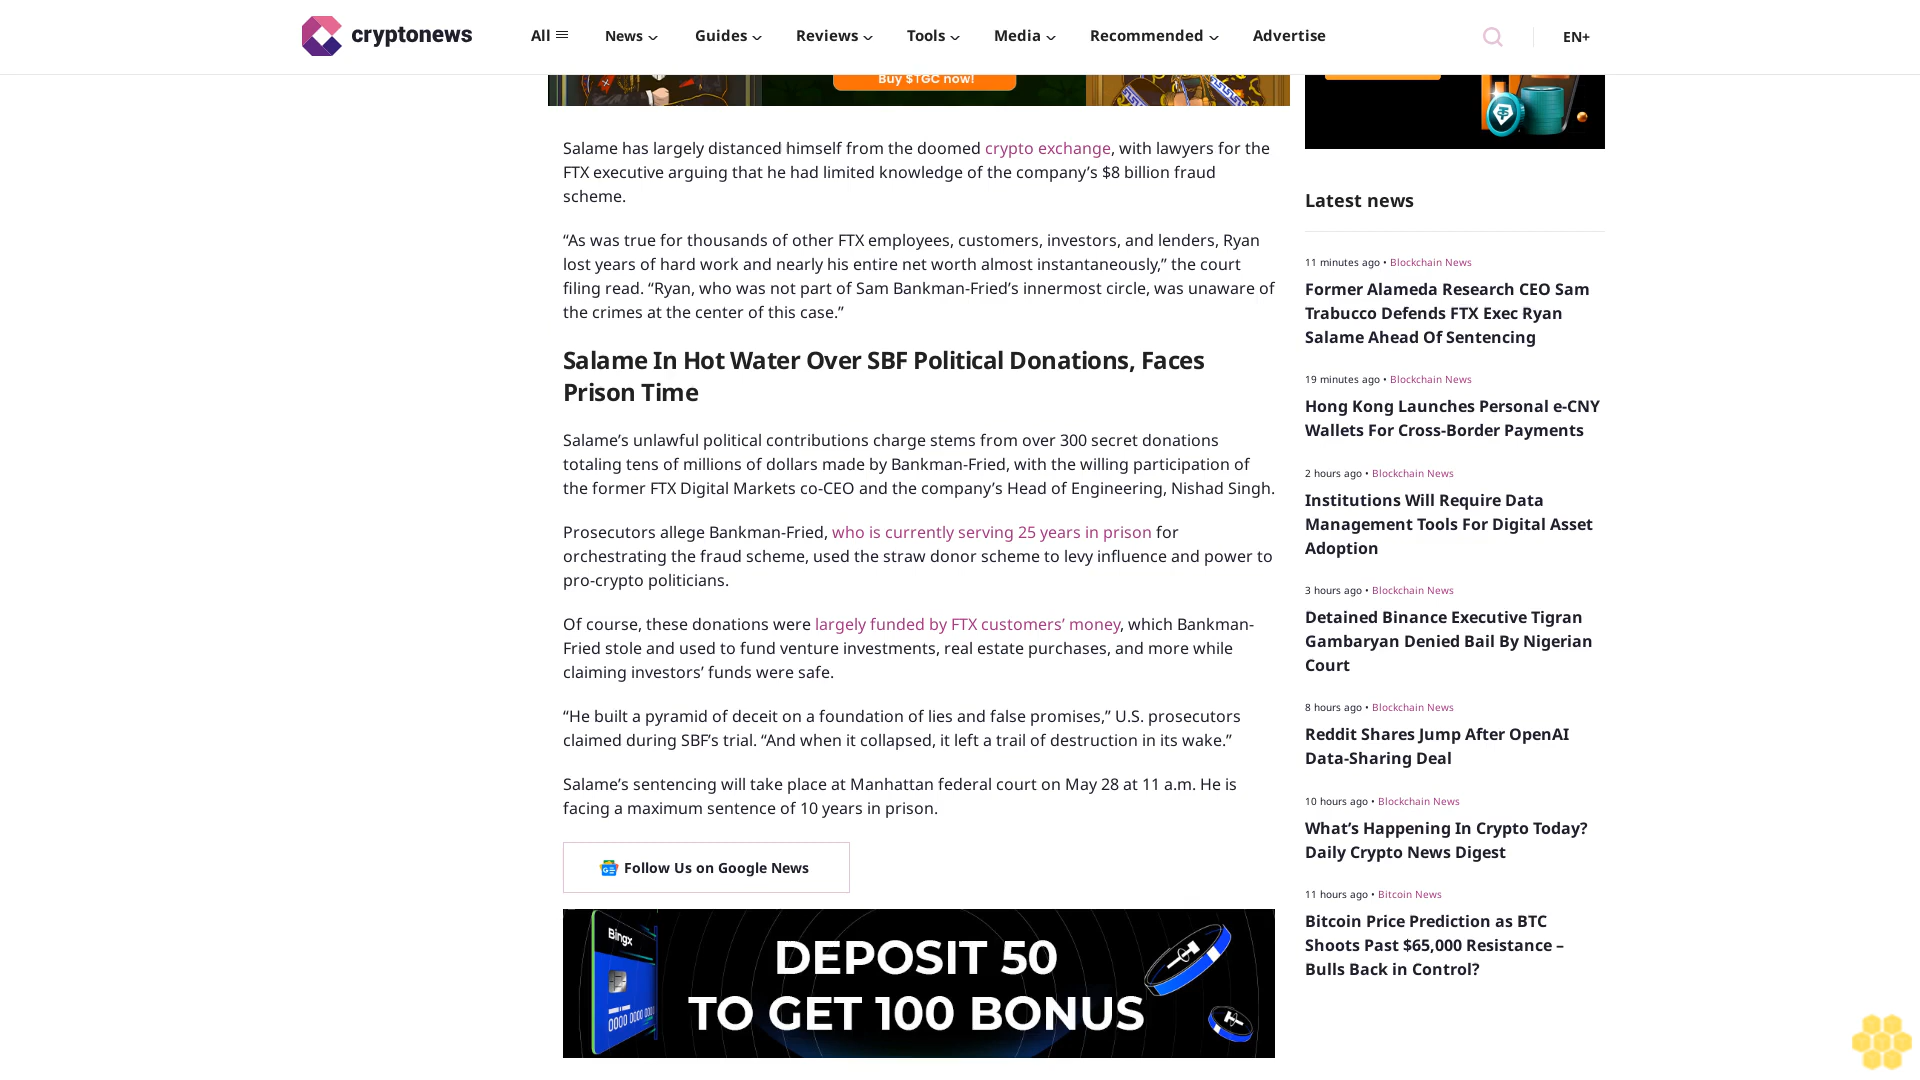 cryptonews
All
News
Guides
Reviews
Tools
Media
Recommended
Advertise
EN+
Buy $TGC now!
Salame has largely distanced himself from the doomed crypto exchange, with lawyers for the
FTX executive arguing that he had limited knowledge of the company’s $8 billion fraud
scheme.
“As was true for thousands of other FTX employees, customers, investors, and lenders, Ryan
lost years of hard work and nearly his entire net worth almost instantaneously,” the court
filing read. “Ryan, who was not part of Sam Bankman-Fried’s innermost circle, was unaware of
the crimes at the center of this case.”
Salame In Hot Water Over SBF Political Donations, Faces
Prison Time
Salame’s unlawful political contributions charge stems from over 300 secret donations
totaling tens of millions of dollars made by Bankman-Fried, with the willing participation of
the former FTX Digital Markets co-CEO and the company’s Head of Engineering, Nishad Singh.
Prosecutors allege Bankman-Fried, who is currently serving 25 years in prison for
orchestrating the fraud scheme, used the straw donor scheme to levy influence and power to
pro-crypto politicians.
Of course, these donations were largely funded by FTX customers’ money, which Bankman-
Fried stole and used to fund venture investments, real estate purchases, and more while
claiming investors’ funds were safe.
“He built a pyramid of deceit on a foundation of lies and false promises,” U.S. prosecutors
claimed during SBF’s trial. “And when it collapsed, it left a trail of destruction in its wake.”
Salame’s sentencing will take place at Manhattan federal court on May 28 at 11 a.m. He is
facing a maximum sentence of 10 years in prison.
Follow Us on Google News
BingX
DEPOSIT 50
TO GET 100 BONUS
Latest news
11 minutes ago • Blockchain News
Former Alameda Research CEO Sam
Trabucco Defends FTX Exec Ryan
Salame Ahead Of Sentencing
19 minutes ago • Blockchain News
Hong Kong Launches Personal e-CNY
Wallets For Cross-Border Payments
2 hours ago • Blockchain News
Institutions Will Require Data
Management Tools For Digital Asset
Adoption
3 hours ago • Blockchain News
Detained Binance Executive Tigran
Gambaryan Denied Bail By Nigerian
Court
8 hours ago • Blockchain News
Reddit Shares Jump After OpenAI
Data-Sharing Deal
10 hours ago • Blockchain News
What’s Happening In Crypto Today?
Daily Crypto News Digest
11 hours ago • Bitcoin News
Bitcoin Price Prediction as BTC
Shoots Past $65,000 Resistance –
Bulls Back in Control?